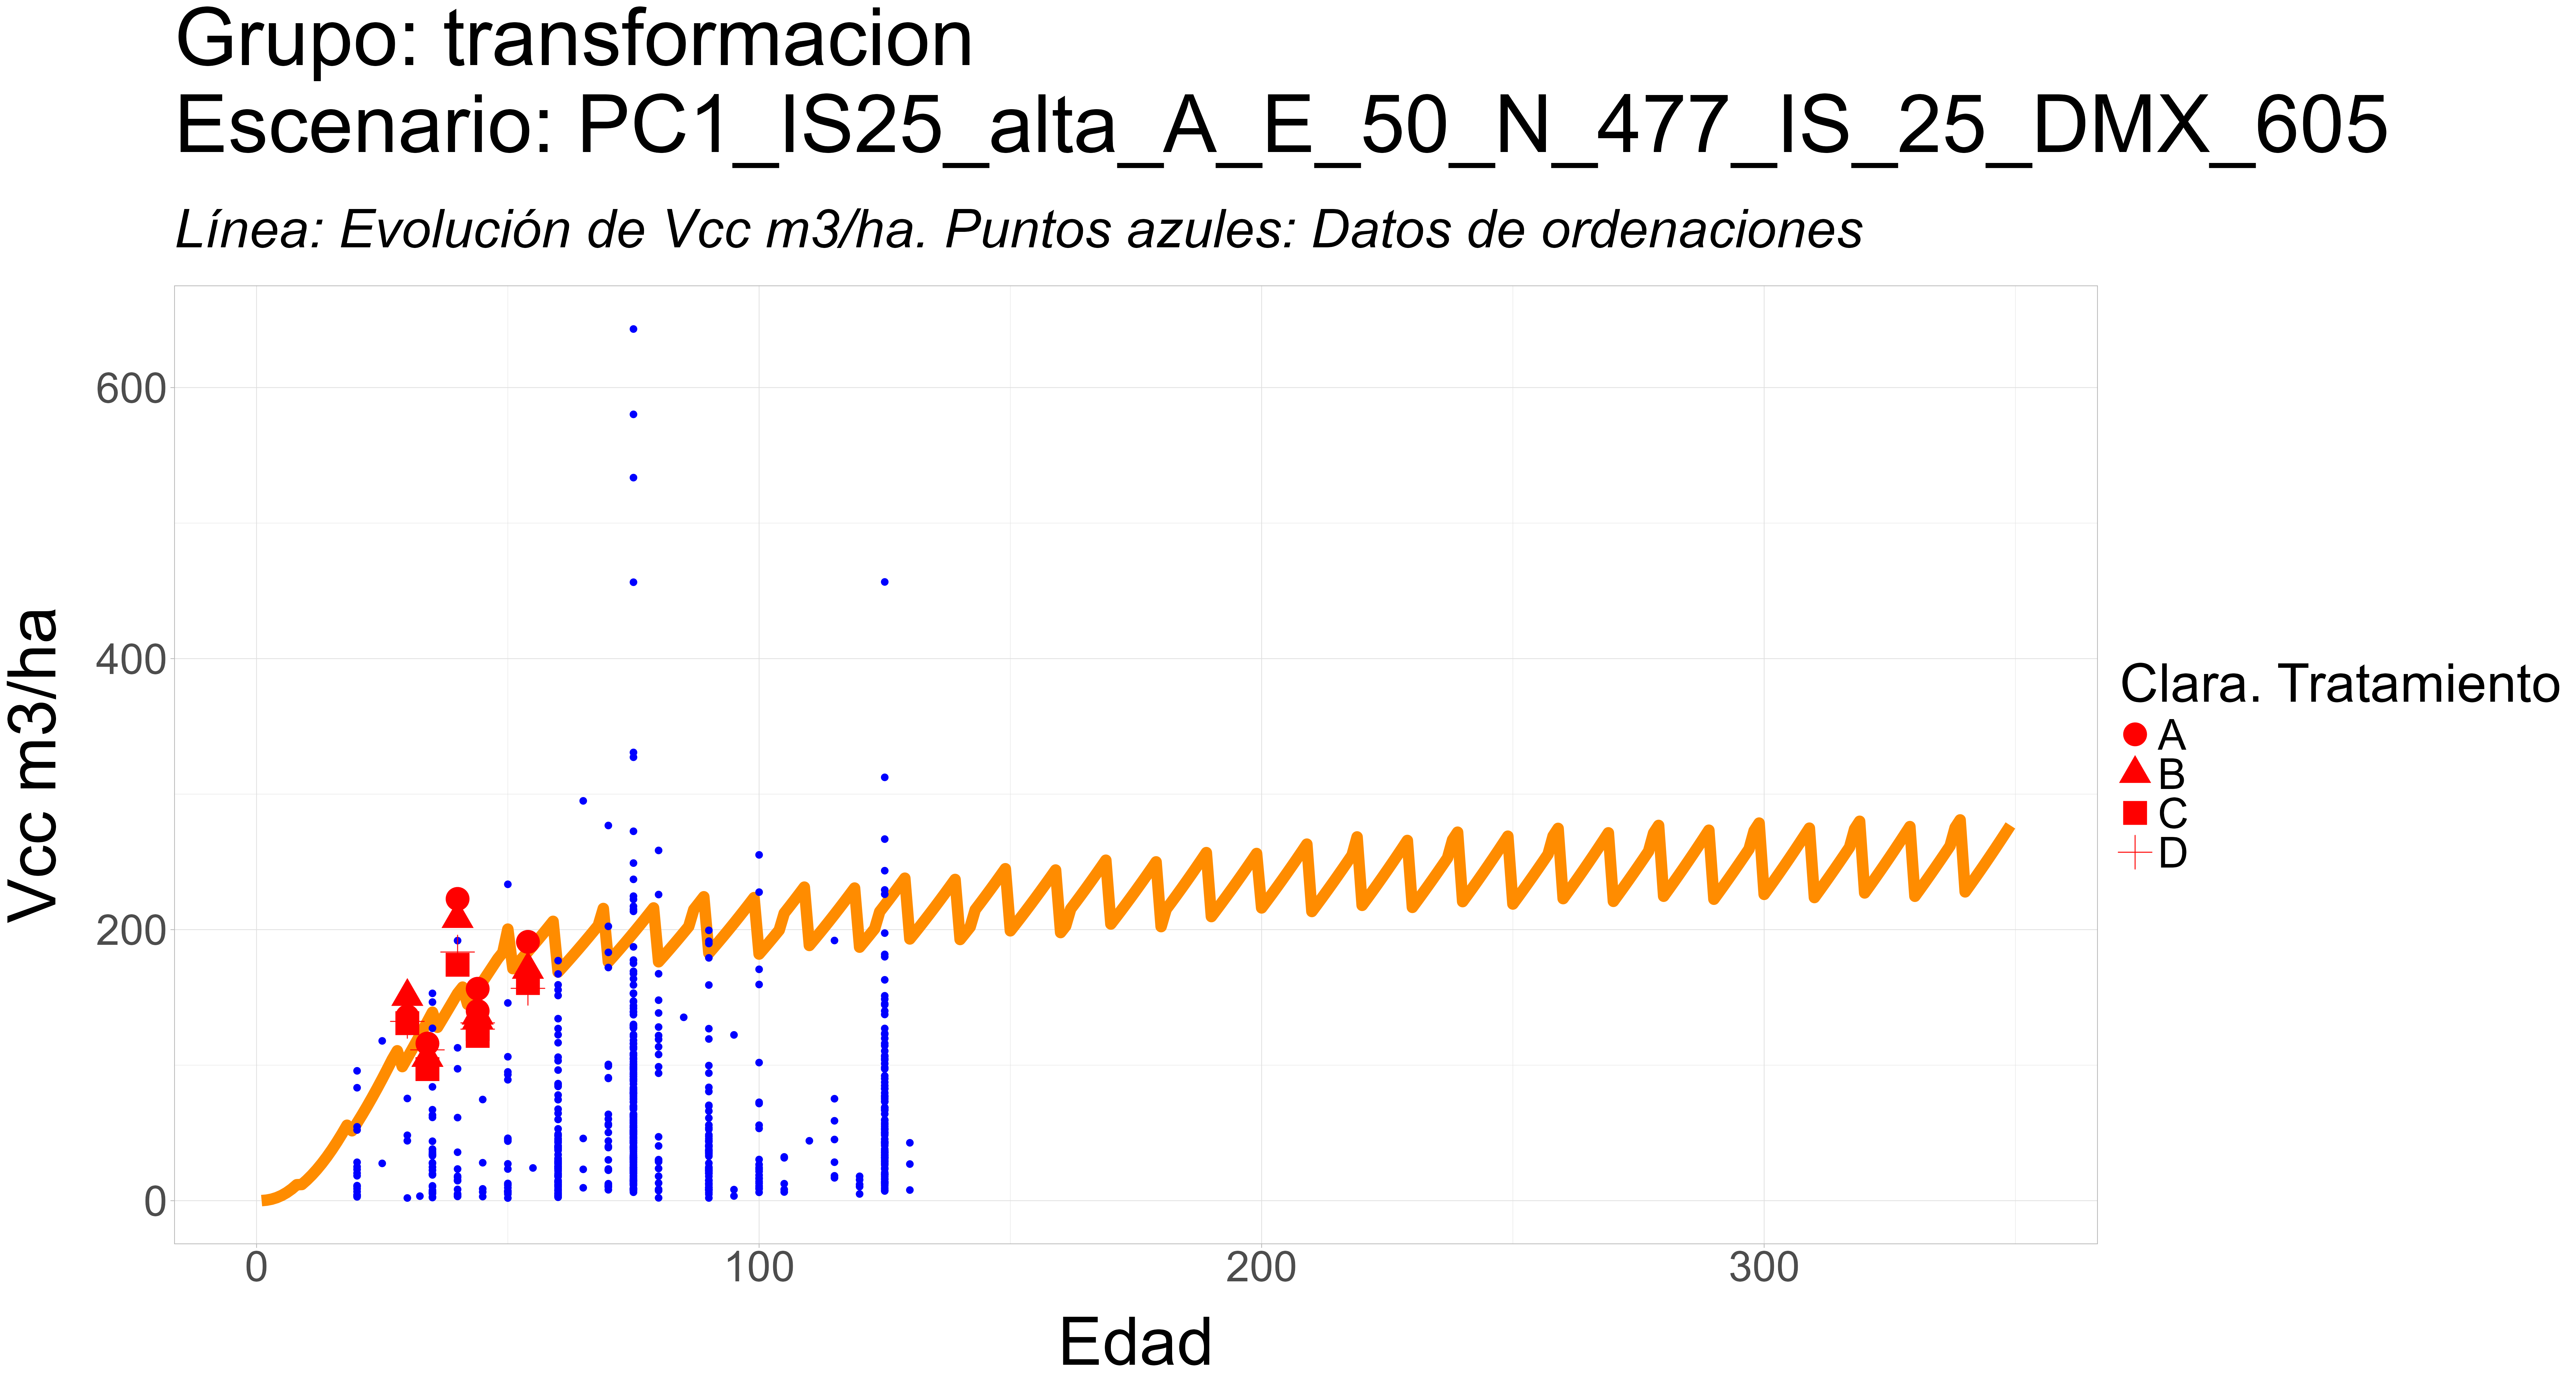 Grupo: transformacion
Escenario: PC1_IS25_alta_A_E_50_N_477_IS_25_DMX_605
Línea: Evolución de Vcc m3/ha. Puntos azules: Datos de ordenaciones
Vcc m3/ha
600
400
200
0
0
100
200
300
Edad
Clara. Tratamiento
A
B
C
D